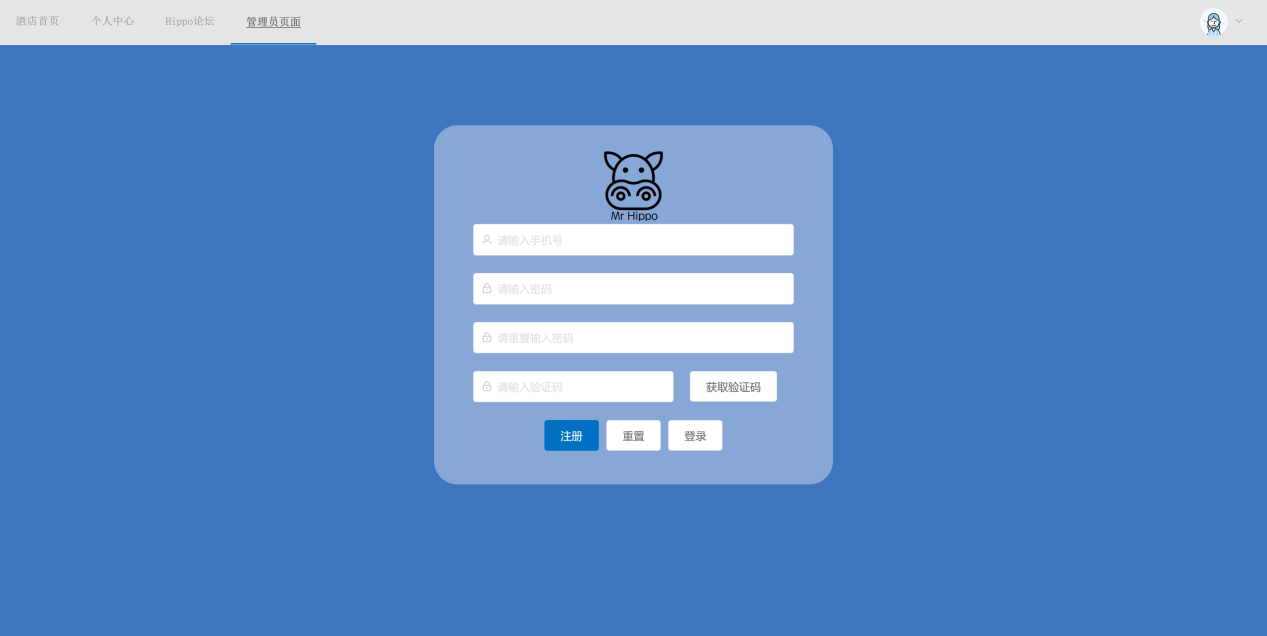 酒店首页 个人中心 Hippo论坛 管理员页面
Mr Hippo
请输入手机号
请输入密码
请重复输入密码
请输入验证码 获取验证码
注册 重置 登录